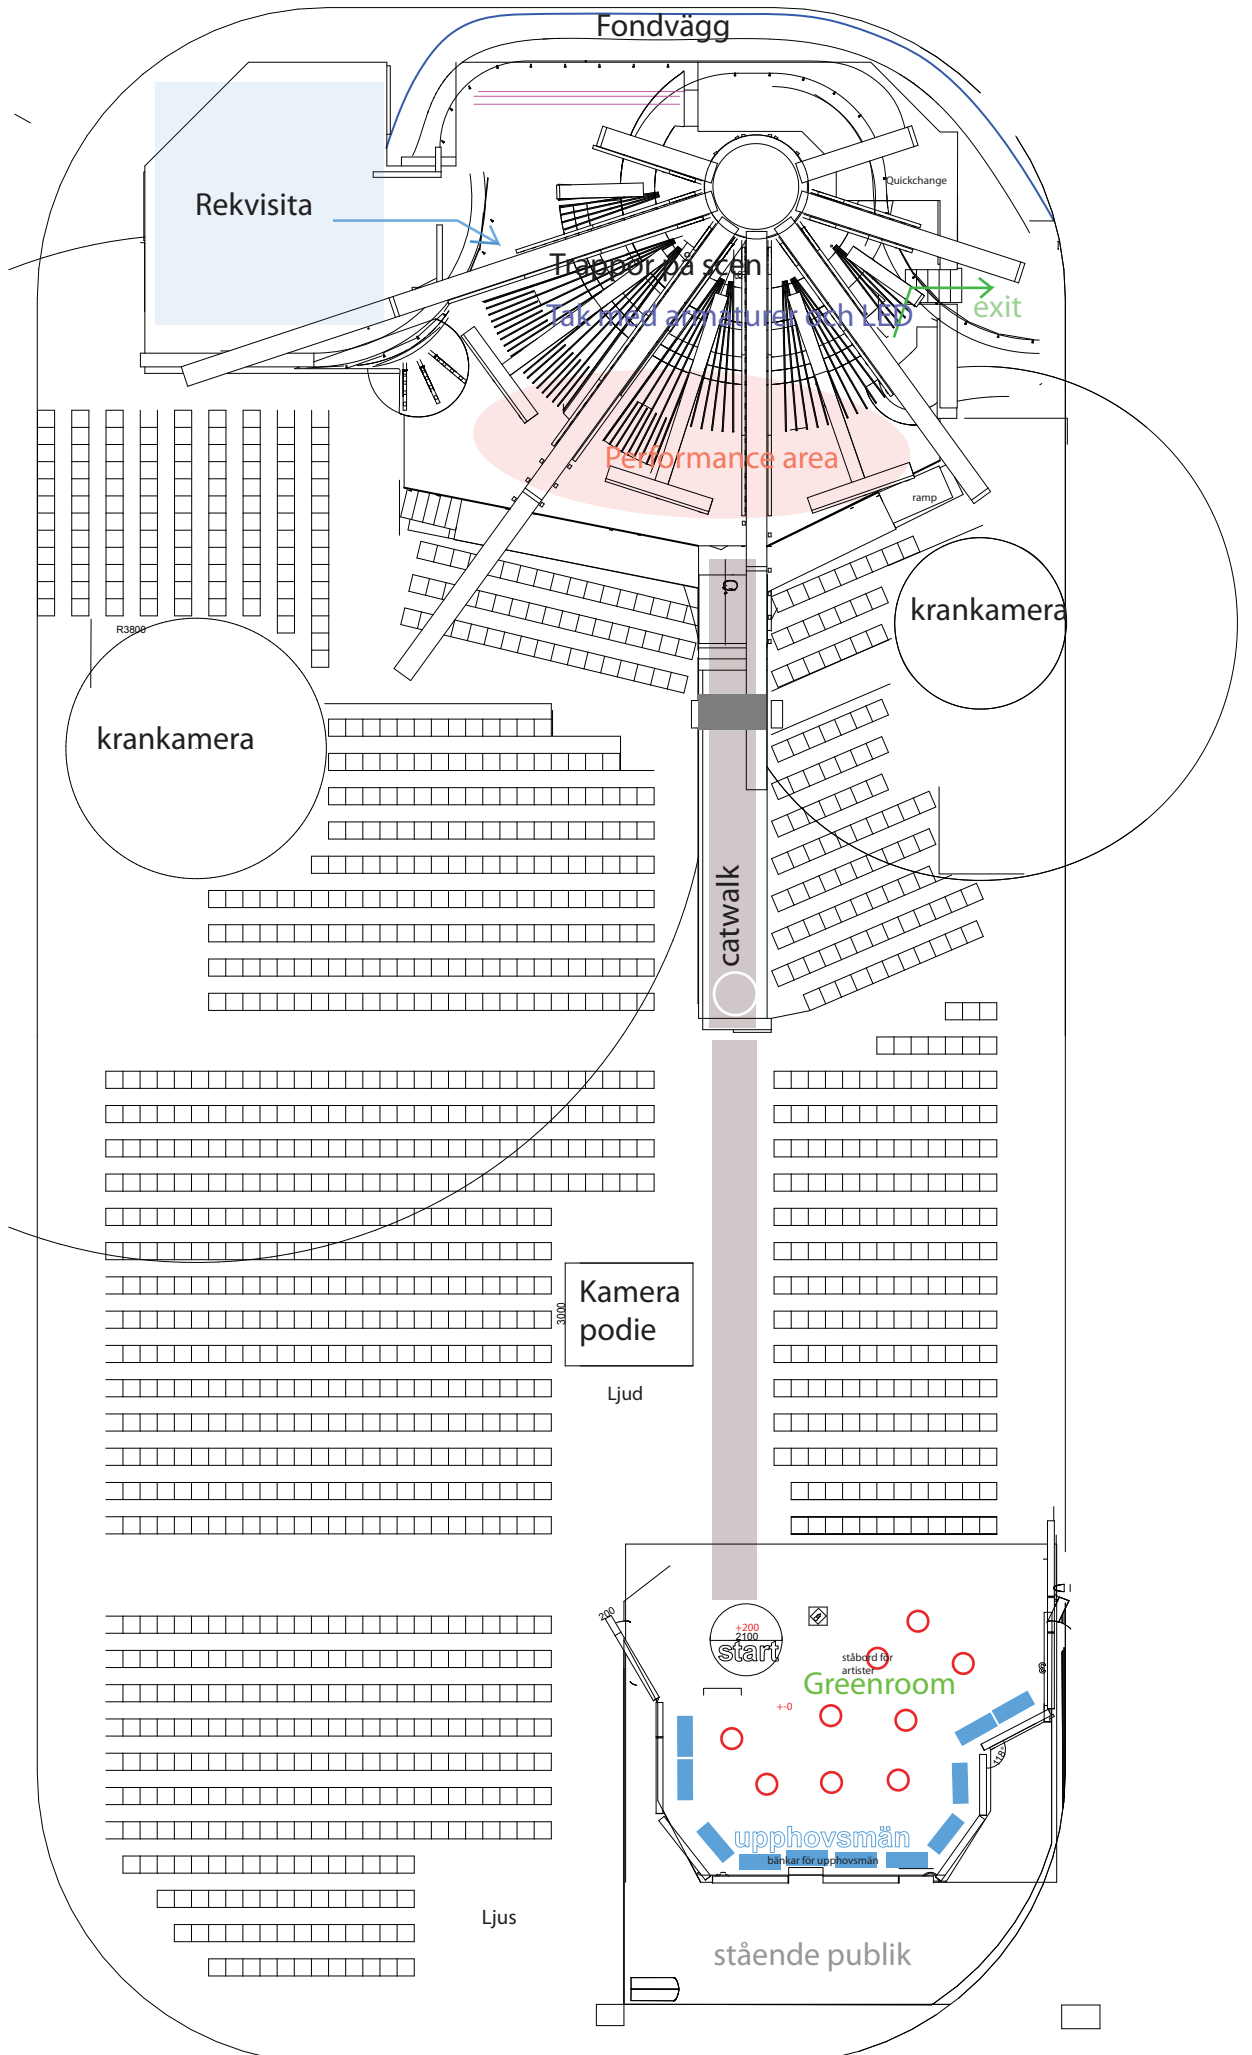 Fondvägg
Quickchange
Rekvisita
Trappor på scen
Tak med armaturer och LED
exit
Performance area
ramp
krankamera
R3800
krankamera
catwalk
Kamera
podie
3000
Ljud
200
+200
2100
start
ståbord för
artister
Greenroom
+-0
118°
upphovsmän
bänkar för upphovsmän
Ljus
stående publik